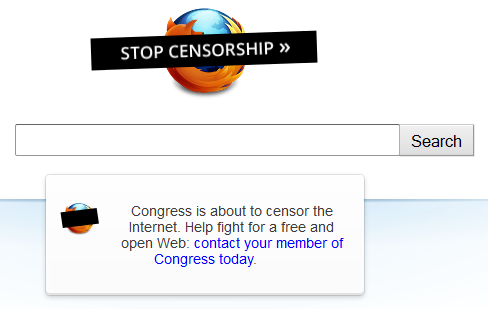 STOP CENSORSHIP »
Search
Congress is about to censor the
Internet. Help fight for a free and
open Web: contact your member of
Congress today.